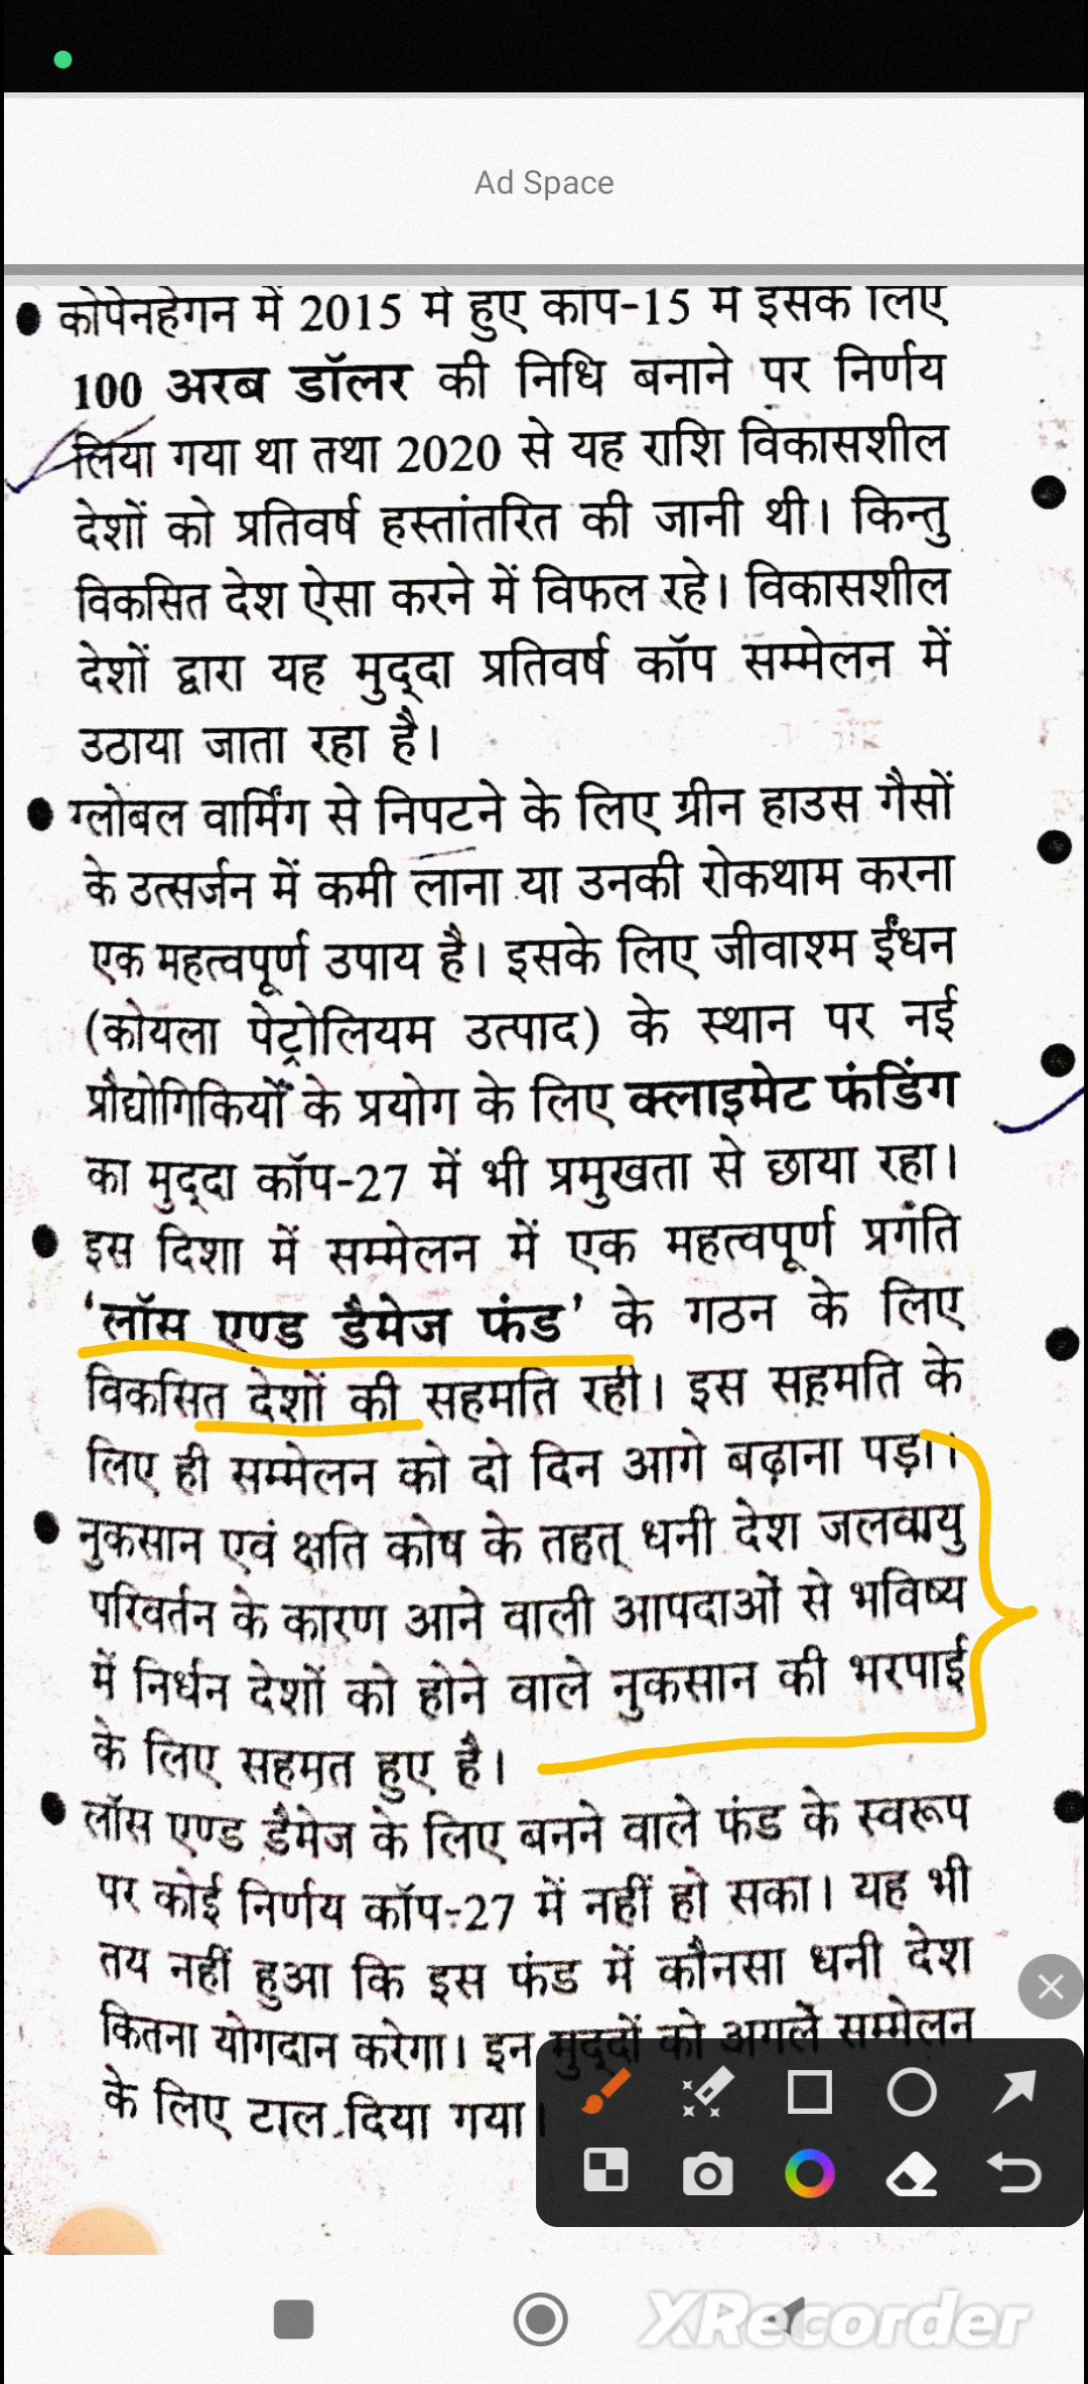 Ad Space
● कोपेनहेगन में 2015 में हुए कॉप-15 में इसके लिए
100 अरब डॉलर की निधि बनाने पर निर्णय
लिया गया था तथा 2020 से यह राशि विकासशील
देशों को प्रतिवर्ष हस्तांतरित की जानी थी। किन्तु
विकसित देश ऐसा करने में विफल रहे। विकासशील
देशों द्वारा यह मुद्दा प्रतिवर्ष कॉप सम्मेलन में
उठाया जाता रहा है।
● ग्लोबल वार्मिंग से निपटने के लिए ग्रीन हाउस गैसों
के उत्सर्जन में कमी लाना या उनकी रोकथाम करना
एक महत्वपूर्ण उपाय है। इसके लिए जीवाश्म ईंधन
(कोयला पेट्रोलियम उत्पाद) के स्थान पर नई
प्रौद्योगिकियों के प्रयोग के लिए क्लाइमेट फंडिंग
का मुद्दा कॉप-27 में भी प्रमुखता से छाया रहा।
● इस दिशा में सम्मेलन में एक महत्वपूर्ण प्रगति
‘लॉस एण्ड डैमेज फंड’ के गठन के लिए
विकसित देशों की सहमति रही। इस सहमति के
लिए ही सम्मेलन को दो दिन आगे बढ़ाना पड़ा।
● नुकसान एवं क्षति कोष के तहत् धनी देश जलवायु
परिवर्तन के कारण आने वाली आपदाओं से भविष्य
में निर्धन देशों को होने वाले नुकसान की भरपाई
के लिए सहमत हुए है।
● लॉस एण्ड डैमेज के लिए बनने वाले फंड के स्वरूप
पर कोई निर्णय कॉप-27 में नहीं हो सका। यह भी
तय नहीं हुआ कि इस फंड में कौनसा धनी देश
कितना योगदान करेगा। इन मुद्दों को अगले सम्मेलन
के लिए टाल दिया गया।
XRecorder